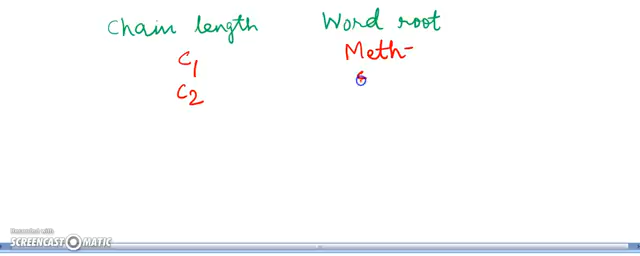 Chain length Word root
C1 Meth-
C2
Recorded with
SCREENCAST-O-MATIC